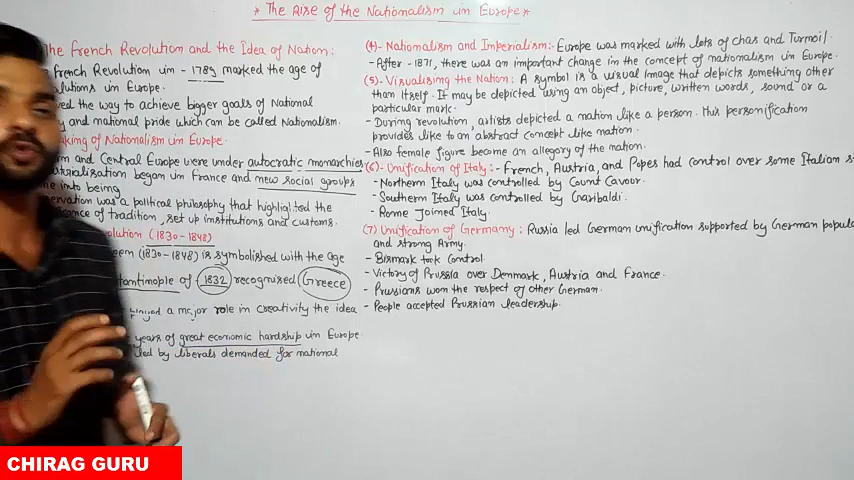 * The Rise of the Nationalism in Europe *
The French Revolution and the Idea of Nation:
French Revolution in - 1789 marked the age of
lutions in Europe.
ved the way to achieve bigger goals of National
y and national pride which can be called Nationalism.
aking of Nationalism in Europe.
rn and Central Europe were under autocratic monarchies
ustrialisation began in France and new social groups
me into being
servation was a political philosophy that highlighted the
ance of tradition, set up institutions and customs.
olution (1830-1848)
een (1830-1848) is symbolished with the age
stantinople of 1832 recognised Greece
played a major role in creativity the idea
years of great economic hardship in Europe
led by liberals demanded for national
(4) - Nationalism and Imperialism:- Europe was marked with lots of chas and Turmoil.
- After - 1871, there was an important change in the concept of nationalism in Europe.
(5) - Visualising the Nation: A symbol is a visual image that depicts something other
than itself. It may be depicted using an object, picture, written words, sound or a
particular mark.
- During revolution, artists depicted a nation like a person. This personification
provides like to an abstract concept like nation.
- Also female figure become an allegory of the nation.
(6) - Unification of Italy:- French, Austria, and Popes had control over some Italian s
- Northern Italy was controlled by Count Cavour.
- Southern Italy was controlled by Garibaldi.
- Rome Joined Italy.
(7) - Unification of Germany: Russia led German unification supported by German popula
and strong Army.
- Bismark took Control.
- Victory of Prussia over Denmark, Austria and France.
- Prussians won the respect of other German.
- People accepted Prussian leadership.
CHIRAG GURU